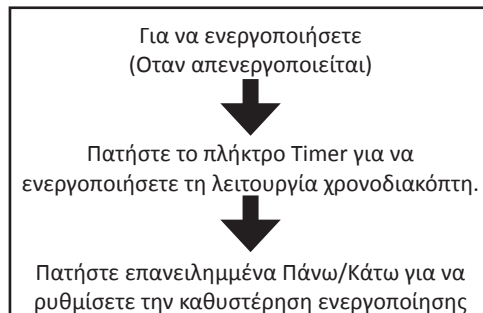 Για να ενεργοποιήσετε
(Οταν απενεργοποιείται)
Πατήστε το πλήκτρο Timer για να
ενεργοποιήσετε τη λειτουργία χρονοδιακόπτη.
Πατήστε επανειλημμένα Πάνω/Κάτω για να
ρυθμίσετε την καθυστέρηση ενεργοποίησης